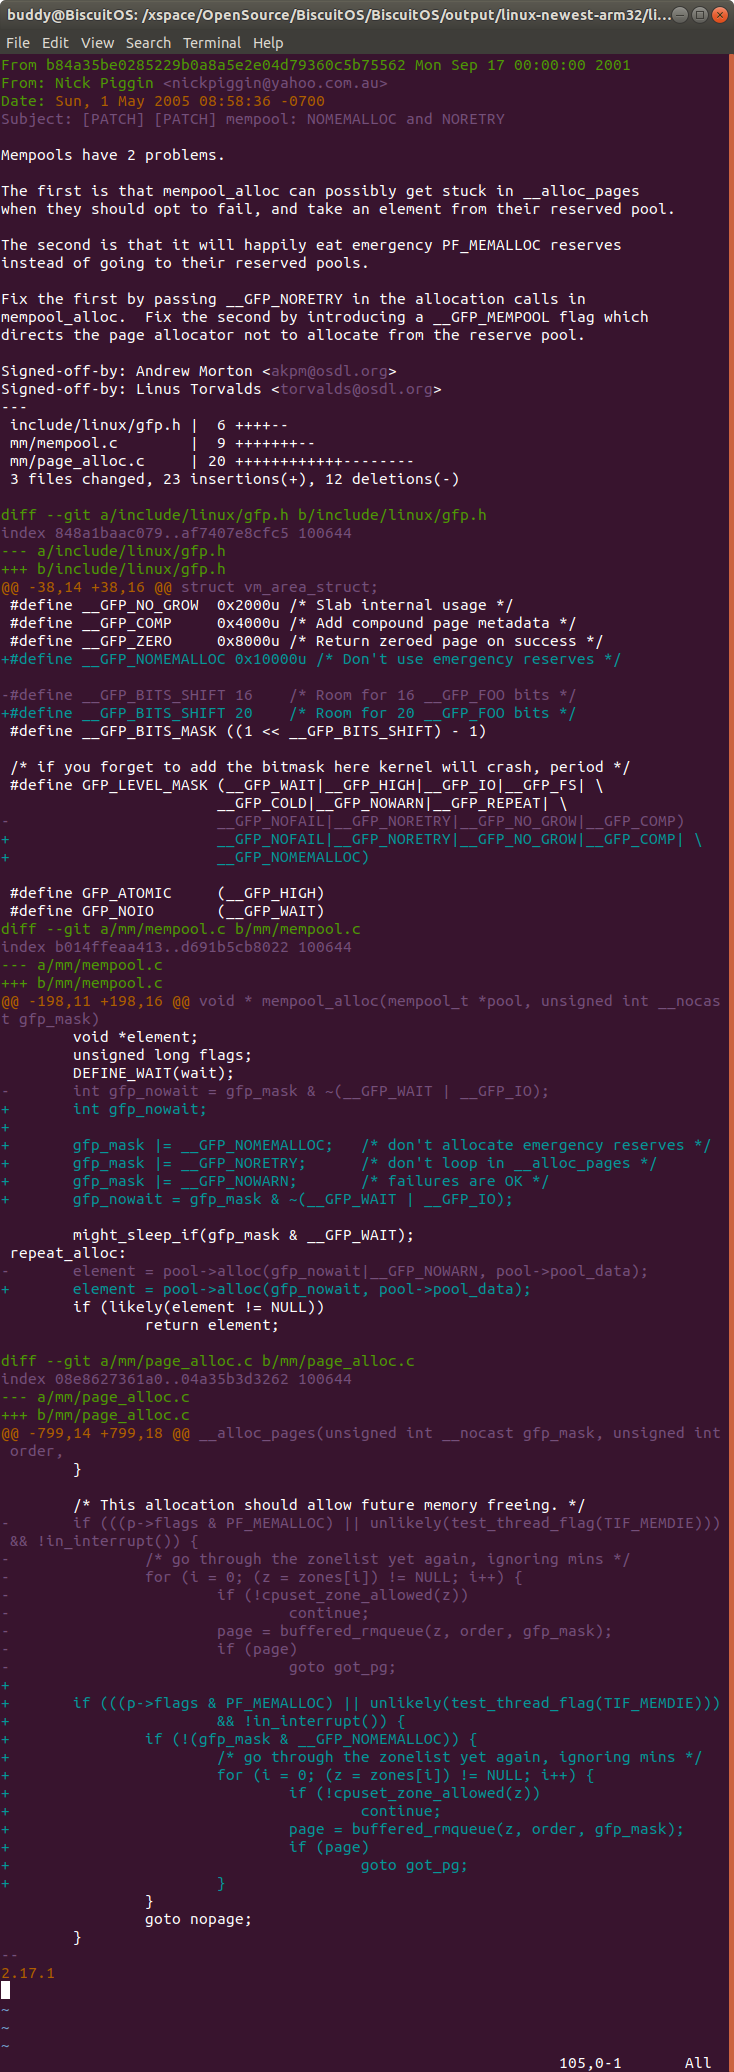 buddy@BiscuitOS: /xspace/OpenSource/BiscuitOS/BiscuitOS/output/linux-newest-arm32/li...
File Edit View Search Terminal Help
From b84a35be0285229b0a8a5e2e04d79360c5b75562 Mon Sep 17 00:00:00 2001
From: Nick Piggin <nickpiggin@yahoo.com.au>
Date: Sun, 1 May 2005 08:58:36 -0700
Subject: [PATCH] [PATCH] mempool: NOMEMALLOC and NORETRY

Mempools have 2 problems.

The first is that mempool_alloc can possibly get stuck in __alloc_pages
when they should opt to fail, and take an element from their reserved pool.

The second is that it will happily eat emergency PF_MEMALLOC reserves
instead of going to their reserved pools.

Fix the first by passing __GFP_NORETRY in the allocation calls in
mempool_alloc.  Fix the second by introducing a __GFP_MEMPOOL flag which
directs the page allocator not to allocate from the reserve pool.

Signed-off-by: Andrew Morton <akpm@osdl.org>
Signed-off-by: Linus Torvalds <torvalds@osdl.org>
---
 include/linux/gfp.h |  6 ++++--
 mm/mempool.c        |  9 +++++++--
 mm/page_alloc.c     | 20 ++++++++++++--------
 3 files changed, 23 insertions(+), 12 deletions(-)

diff --git a/include/linux/gfp.h b/include/linux/gfp.h
index 848a1baac079..af7407e8cfc5 100644
--- a/include/linux/gfp.h
+++ b/include/linux/gfp.h
@@ -38,14 +38,16 @@ struct vm_area_struct;
 #define __GFP_NO_GROW  0x2000u /* Slab internal usage */
 #define __GFP_COMP     0x4000u /* Add compound page metadata */
 #define __GFP_ZERO     0x8000u /* Return zeroed page on success */
+#define __GFP_NOMEMALLOC 0x10000u /* Don't use emergency reserves */

-#define __GFP_BITS_SHIFT 16    /* Room for 16 __GFP_FOO bits */
+#define __GFP_BITS_SHIFT 20    /* Room for 20 __GFP_FOO bits */
 #define __GFP_BITS_MASK ((1 << __GFP_BITS_SHIFT) - 1)

 /* if you forget to add the bitmask here kernel will crash, period */
 #define GFP_LEVEL_MASK (__GFP_WAIT|__GFP_HIGH|__GFP_IO|__GFP_FS| \
                        __GFP_COLD|__GFP_NOWARN|__GFP_REPEAT| \
-                       __GFP_NOFAIL|__GFP_NORETRY|__GFP_NO_GROW|__GFP_COMP)
+                       __GFP_NOFAIL|__GFP_NORETRY|__GFP_NO_GROW|__GFP_COMP| \
+                       __GFP_NOMEMALLOC)

 #define GFP_ATOMIC     (__GFP_HIGH)
 #define GFP_NOIO       (__GFP_WAIT)
diff --git a/mm/mempool.c b/mm/mempool.c
index b014ffeaa413..d691b5cb8022 100644
--- a/mm/mempool.c
+++ b/mm/mempool.c
@@ -198,11 +198,16 @@ void * mempool_alloc(mempool_t *pool, unsigned int __nocas
t gfp_mask)
        void *element;
        unsigned long flags;
        DEFINE_WAIT(wait);
-       int gfp_nowait = gfp_mask & ~(__GFP_WAIT | __GFP_IO);
+       int gfp_nowait;
+
+       gfp_mask |= __GFP_NOMEMALLOC;   /* don't allocate emergency reserves */
+       gfp_mask |= __GFP_NORETRY;      /* don't loop in __alloc_pages */
+       gfp_mask |= __GFP_NOWARN;       /* failures are OK */
+       gfp_nowait = gfp_mask & ~(__GFP_WAIT | __GFP_IO);

        might_sleep_if(gfp_mask & __GFP_WAIT);
 repeat_alloc:
-       element = pool->alloc(gfp_nowait|__GFP_NOWARN, pool->pool_data);
+       element = pool->alloc(gfp_nowait, pool->pool_data);
        if (likely(element != NULL))
                return element;

diff --git a/mm/page_alloc.c b/mm/page_alloc.c
index 08e8627361a0..04a35b3d3262 100644
--- a/mm/page_alloc.c
+++ b/mm/page_alloc.c
@@ -799,14 +799,18 @@ __alloc_pages(unsigned int __nocast gfp_mask, unsigned int
 order,
        }

        /* This allocation should allow future memory freeing. */
-       if (((p->flags & PF_MEMALLOC) || unlikely(test_thread_flag(TIF_MEMDIE)))
 && !in_interrupt()) {
-               /* go through the zonelist yet again, ignoring mins */
-               for (i = 0; (z = zones[i]) != NULL; i++) {
-                       if (!cpuset_zone_allowed(z))
-                               continue;
-                       page = buffered_rmqueue(z, order, gfp_mask);
-                       if (page)
-                               goto got_pg;
+
+       if (((p->flags & PF_MEMALLOC) || unlikely(test_thread_flag(TIF_MEMDIE)))
+                       && !in_interrupt()) {
+               if (!(gfp_mask & __GFP_NOMEMALLOC)) {
+                       /* go through the zonelist yet again, ignoring mins */
+                       for (i = 0; (z = zones[i]) != NULL; i++) {
+                               if (!cpuset_zone_allowed(z))
+                                       continue;
+                               page = buffered_rmqueue(z, order, gfp_mask);
+                               if (page)
+                                       goto got_pg;
+                       }
                }
                goto nopage;
        }
--
2.17.1
~
~
~
105,0-1       All